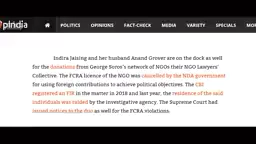 OpIndia
POLITICS OPINIONS FACT-CHECK MEDIA VARIETY SPECIALS MORE
Indira Jaising and her husband Anand Grover are on the dock as well
for the donations from George Soros's network of NGOs their NGO Lawyers'
Collective. The FCRA licence of the NGO was cancelled by the NDA government
for using foreign contributions to achieve political objectives. The CBI
registered an FIR in the matter in 2018 and last year, the residence of the said
individuals was raided by the investigating agency. The Supreme Court had
issued notices to the duo as well for the FCRA violations.